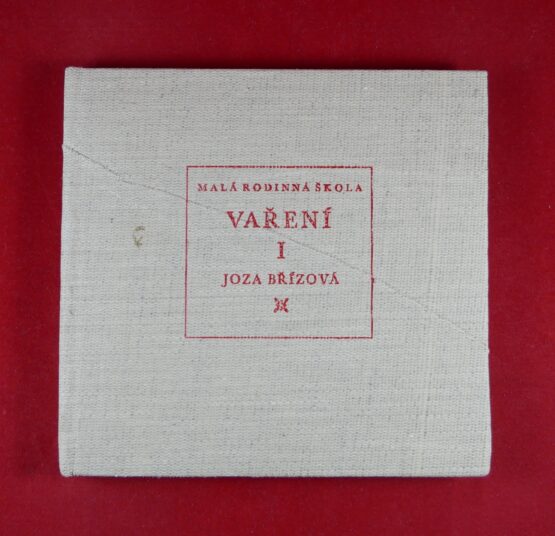 MALÁ RODINNÁ ŠKOLA
VAŘENÍ
I
JOZA BŘÍZOVÁ